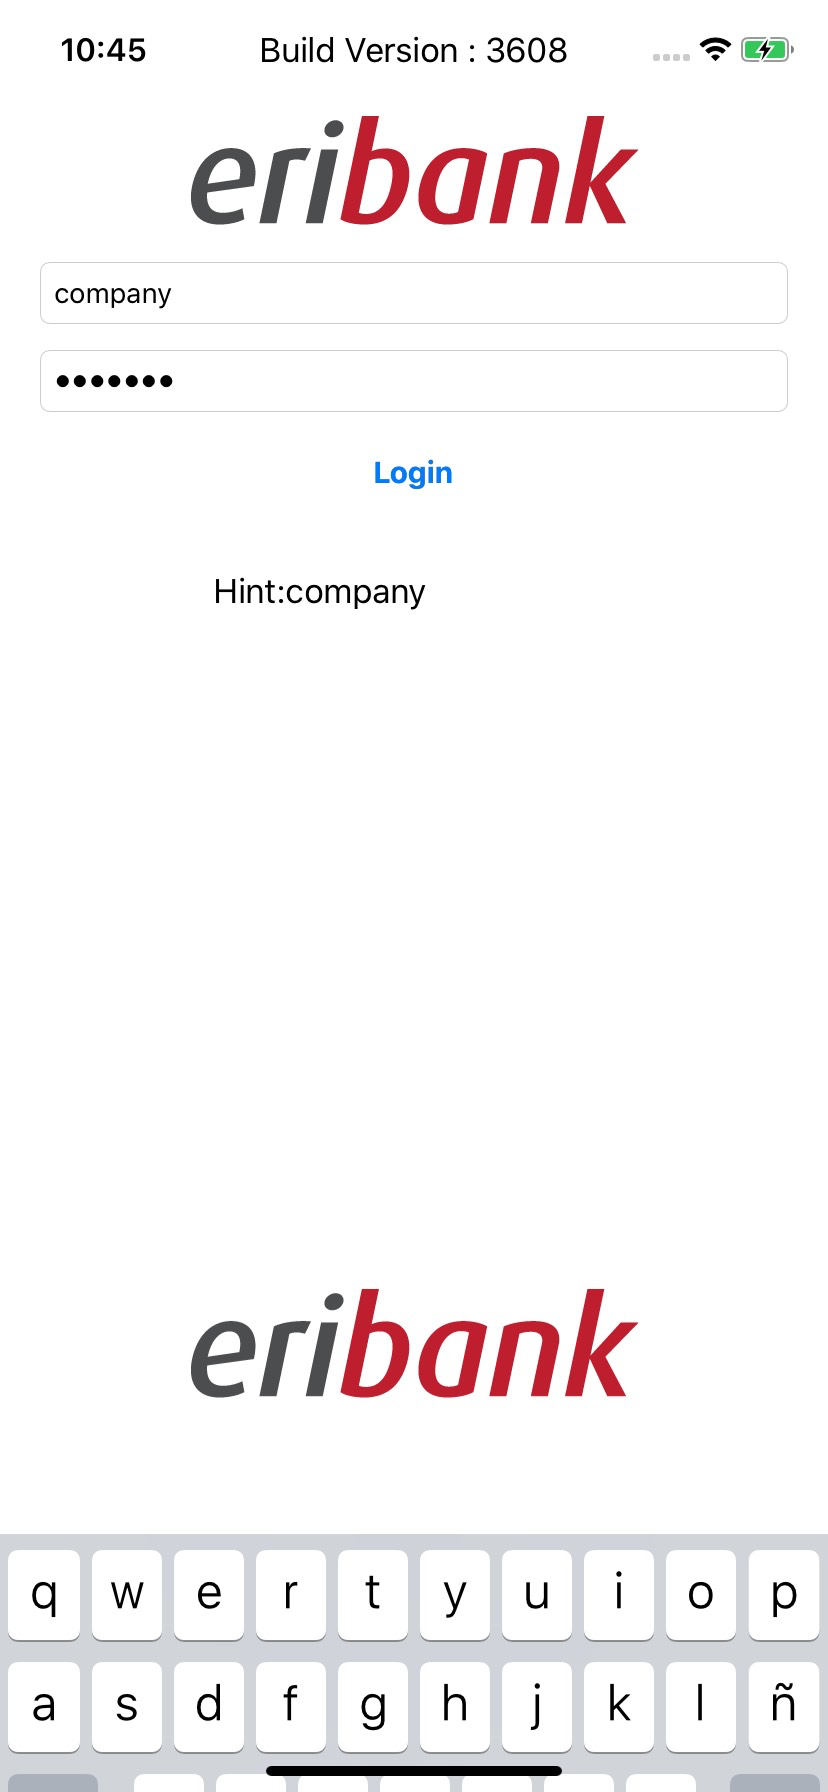 10:45 Build Version : 3608
eribank
company
•••••••
Login
Hint:company
eribank
q w e r t y u i o p
a s d f g h j k l ñ